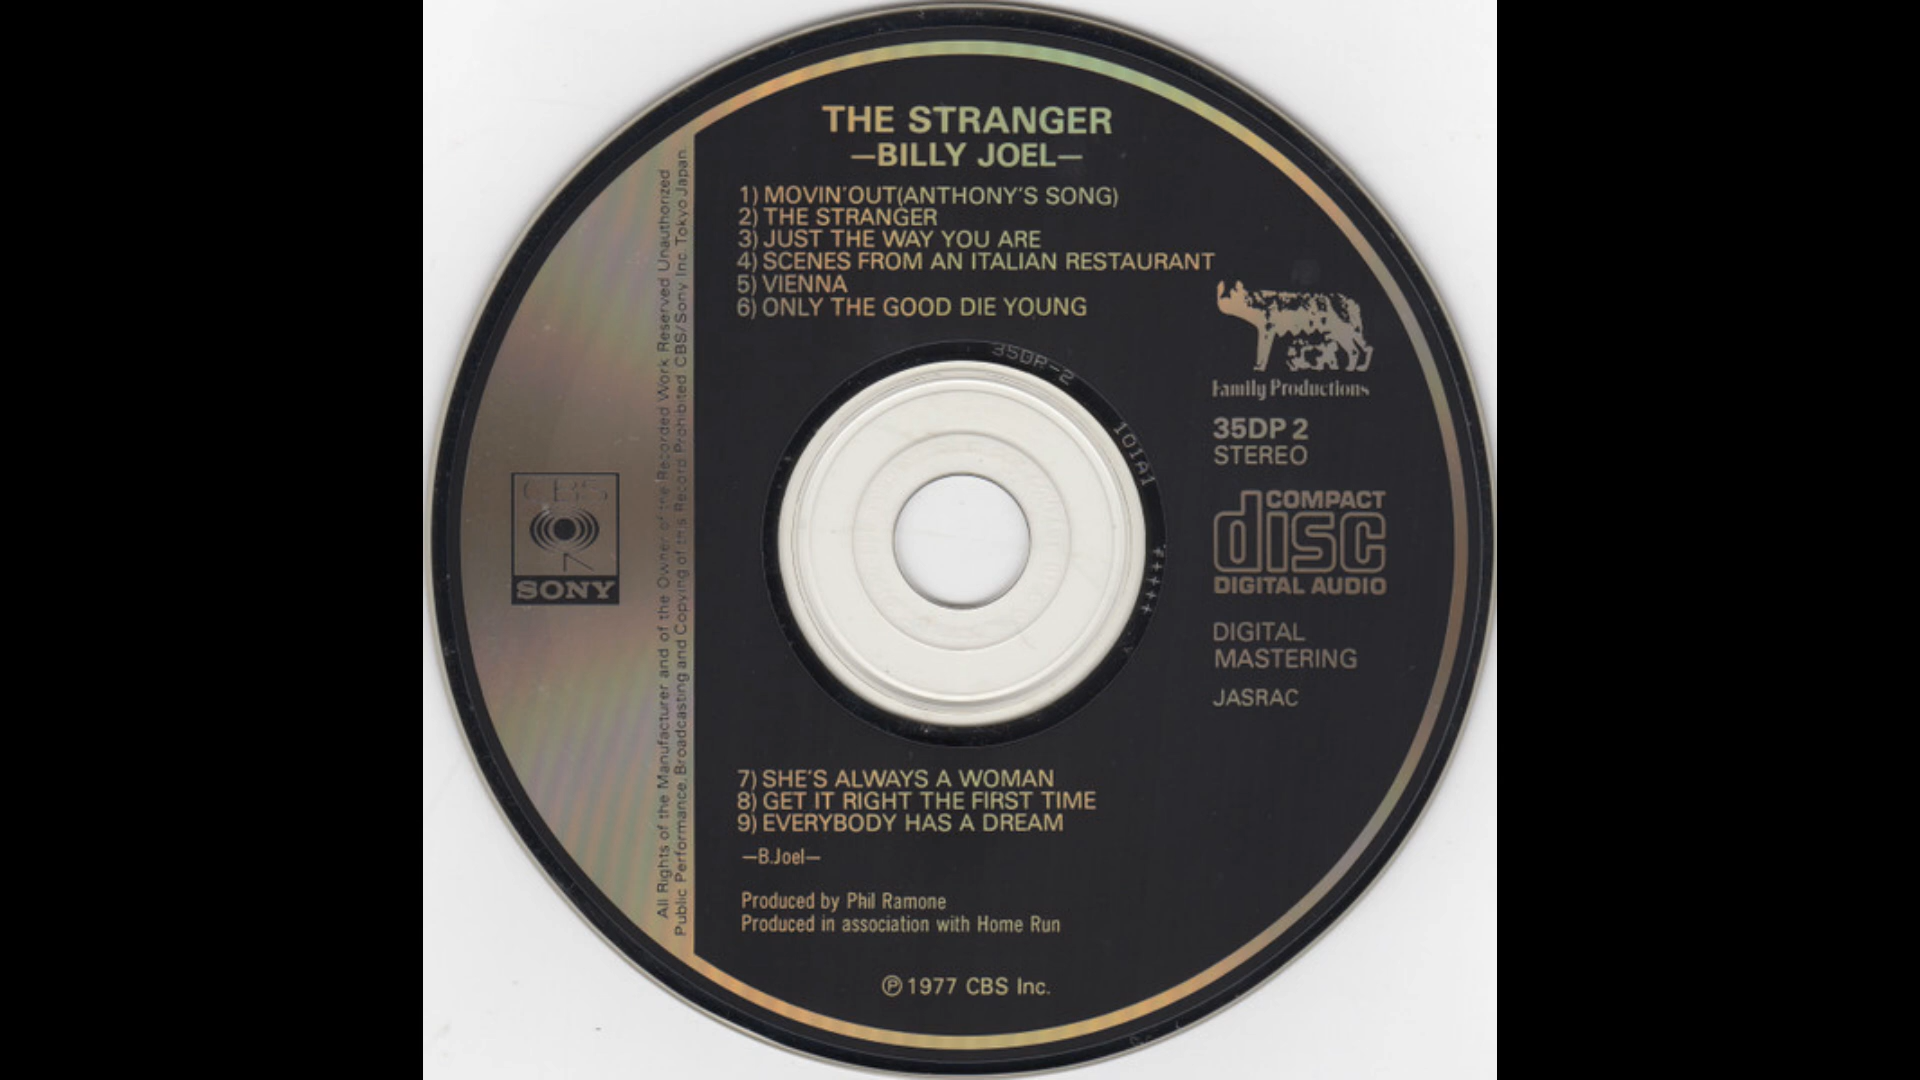 THE STRANGER
—BILLY JOEL—
1) MOVIN'OUT(ANTHONY'S SONG)
2) THE STRANGER
3) JUST THE WAY YOU ARE
4) SCENES FROM AN ITALIAN RESTAURANT
5) VIENNA
6) ONLY THE GOOD DIE YOUNG
35DP-2
101A1
+++++
Family Productions
35DP 2
STEREO
COMPACT
disc
DIGITAL AUDIO
DIGITAL
MASTERING
JASRAC
CBS
SONY
All Rights of the Manufacturer and of the Owner of the Recorded Work Reserved Unauthorized
Public Performance,Broadcasting and Copying of this Record Prohibited CBS/Sony Inc. Tokyo Japan.
7) SHE'S ALWAYS A WOMAN
8) GET IT RIGHT THE FIRST TIME
9) EVERYBODY HAS A DREAM
—B.Joel—
Produced by Phil Ramone
Produced in association with Home Run
Ⓟ1977 CBS Inc.